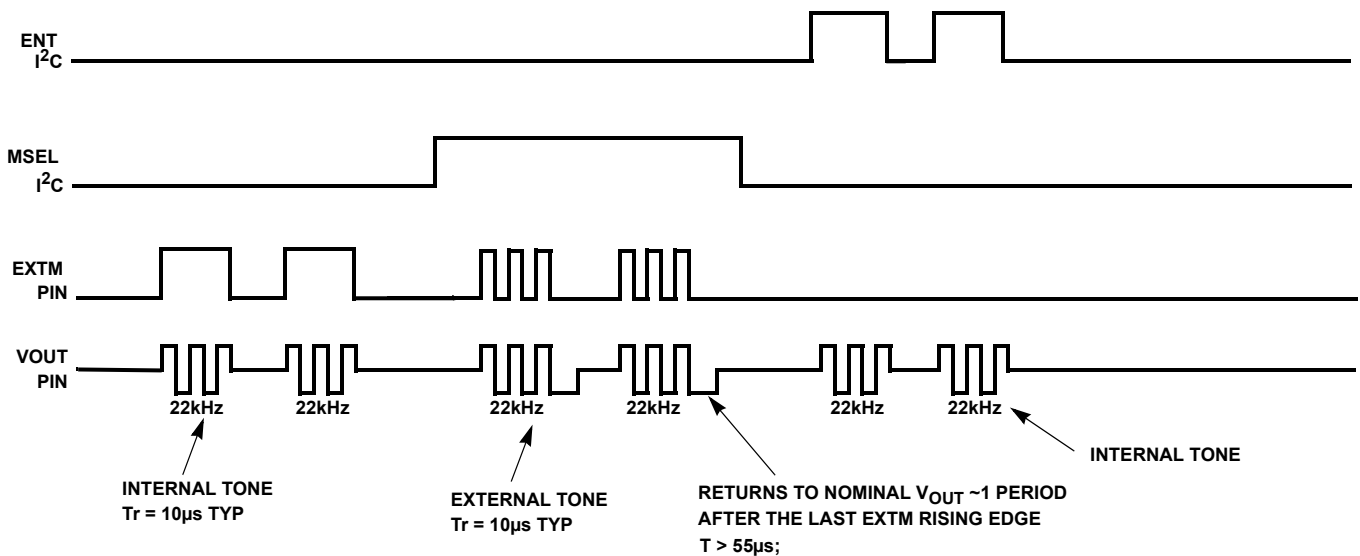 ENT
I²C
MSEL
I²C
EXTM
PIN
VOUT
PIN
22kHz 22kHz 22kHz 22kHz 22kHz 22kHz
INTERNAL TONE
Tr = 10µs TYP
EXTERNAL TONE
Tr = 10µs TYP
RETURNS TO NOMINAL VOUT ~1 PERIOD
AFTER THE LAST EXTM RISING EDGE
T > 55µs;
INTERNAL TONE